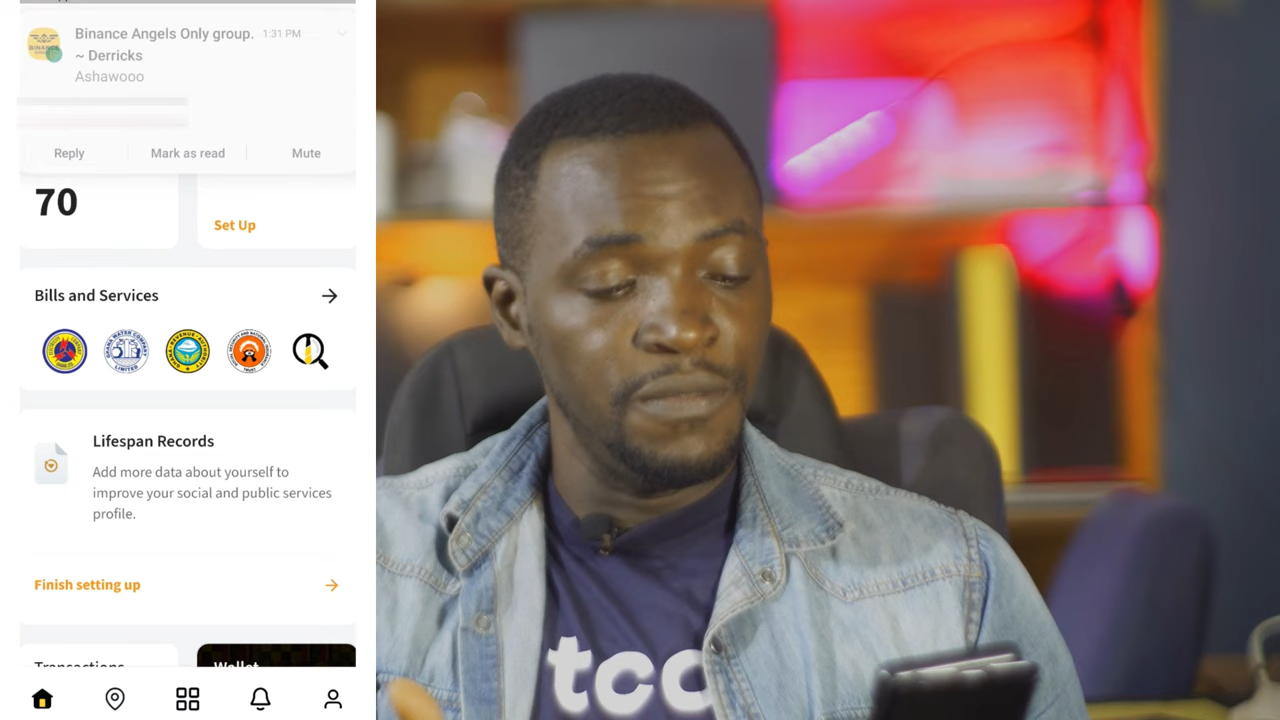 Binance Angels Only group. 1:31 PM
~ Derricks
Ashawooo
Reply Mark as read Mute
70
Set Up
Bills and Services
Lifespan Records
Add more data about yourself to
improve your social and public services
profile.
Finish setting up
Transactions Wallet
tco